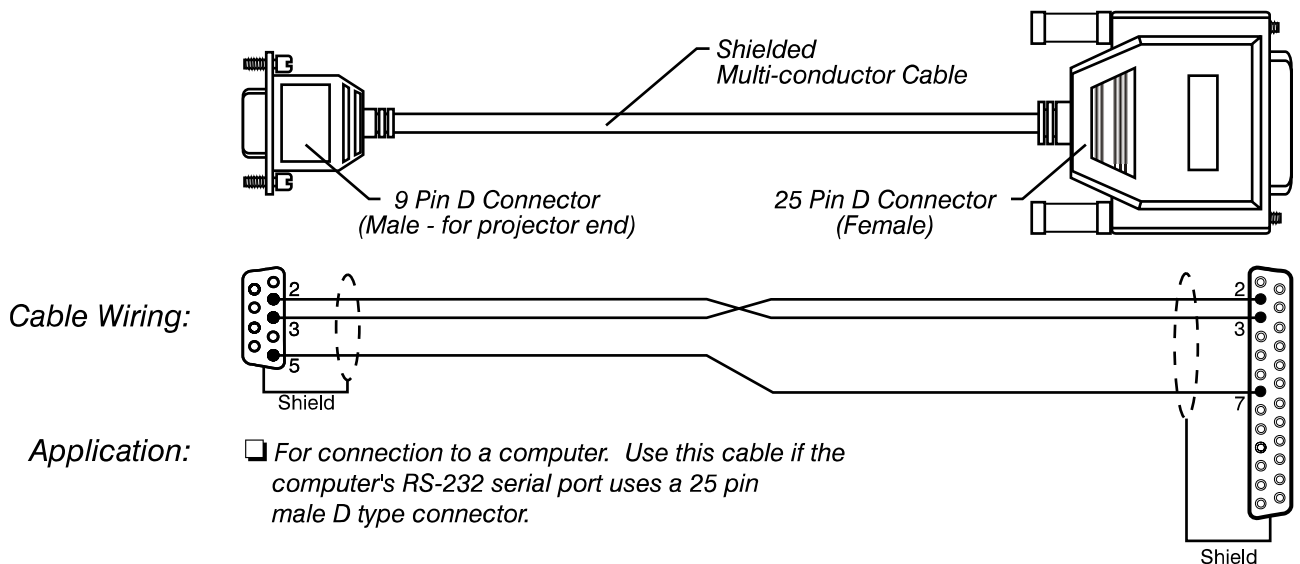 Shielded
Multi-conductor Cable
9 Pin D Connector
(Male - for projector end)
25 Pin D Connector
(Female)
Cable Wiring:
2
3
5
Shield
2
3
7
Shield
Application:
❏ For connection to a computer.  Use this cable if the
computer's RS-232 serial port uses a 25 pin
male D type connector.